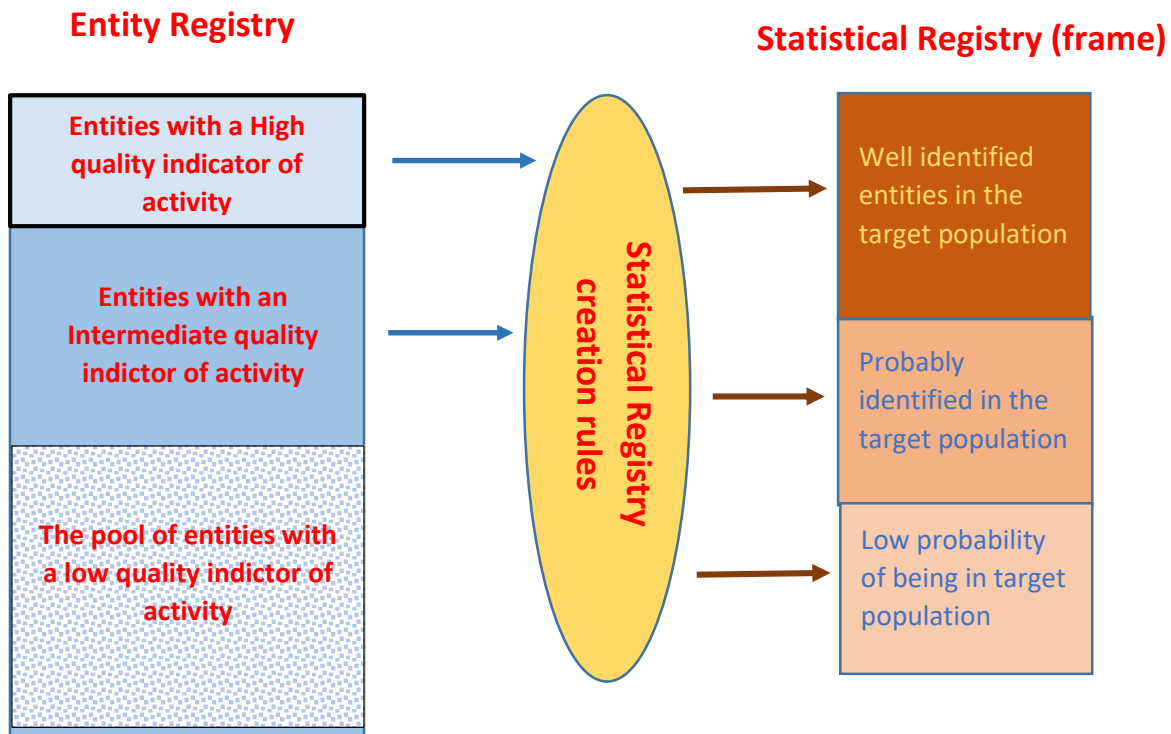 Entity Registry
Statistical Registry (frame)
Entities with a High
quality indicator of
activity
Entities with an
Intermediate quality
indictor of activity
The pool of entities with
a low quality indictor of
activity
Statistical Registry
creation rules
Well identified
entities in the
target population
Probably
identified in the
target population
Low probability
of being in target
population